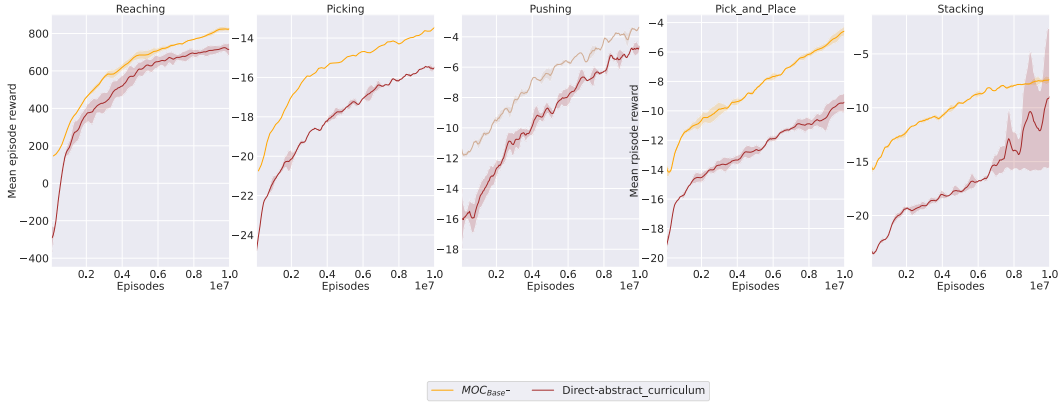 Reaching
Picking
Pushing
Pick_and_Place
Stacking
Mean episode reward
800
600
400
200
0
−200
−400
0.2 0.4 0.6 0.8 1.0
Episodes
1e7
−14
−16
−18
−20
−22
−24
0.2 0.4 0.6 0.8 1.0
Episodes
1e7
−4
−6
−8
−10
−12
−14
−16
−18
0.2 0.4 0.6 0.8 1.0
Episodes
1e7
Mean rpisode reward
−4
−6
−8
−10
−12
−14
−16
−18
−20
0.2 0.4 0.6 0.8 1.0
Episodes
1e7
−5
−10
−15
−20
0.2 0.4 0.6 0.8 1.0
Episodes
1e7
MOC_Base-
Direct-abstract_curriculum